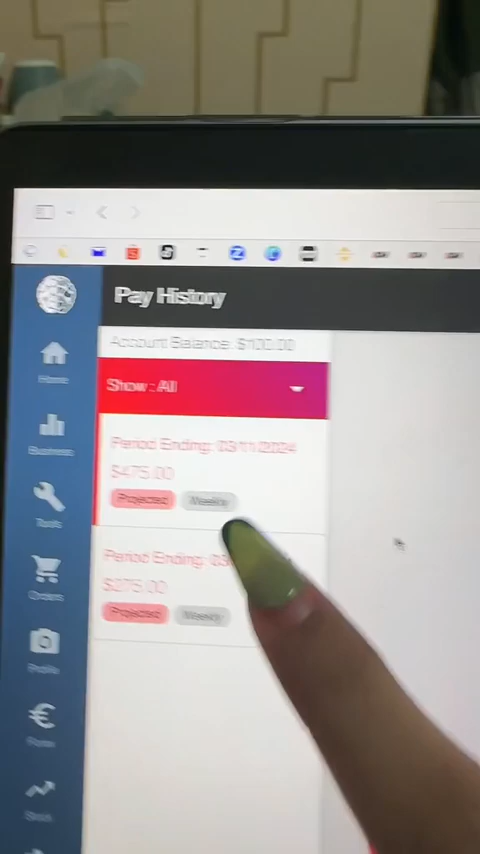 Pay History
Account Balance: $100.00
Show : All
Home
Period Ending: 03/11/2024
$475.00
Business
Projected
Weekly
Tools
Period Ending: 03
$275.00
Orders
Projected
Weekly
Profile